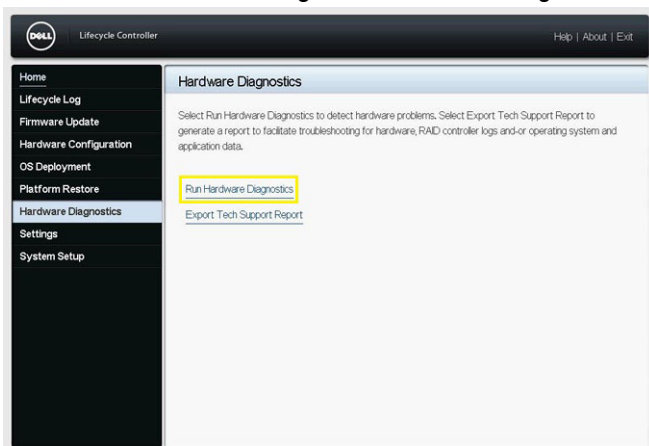 DELL
Lifecycle Controller
Help | About | Exit
Home
Lifecycle Log
Firmware Update
Hardware Configuration
OS Deployment
Platform Restore
Hardware Diagnostics
Settings
System Setup
Hardware Diagnostics
Select Run Hardware Diagnostics to detect hardware problems. Select Export Tech Support Report to
generate a report to facilitate troubleshooting for hardware, RAID controller logs and-or operating system and
application data.
Run Hardware Diagnostics
Export Tech Support Report